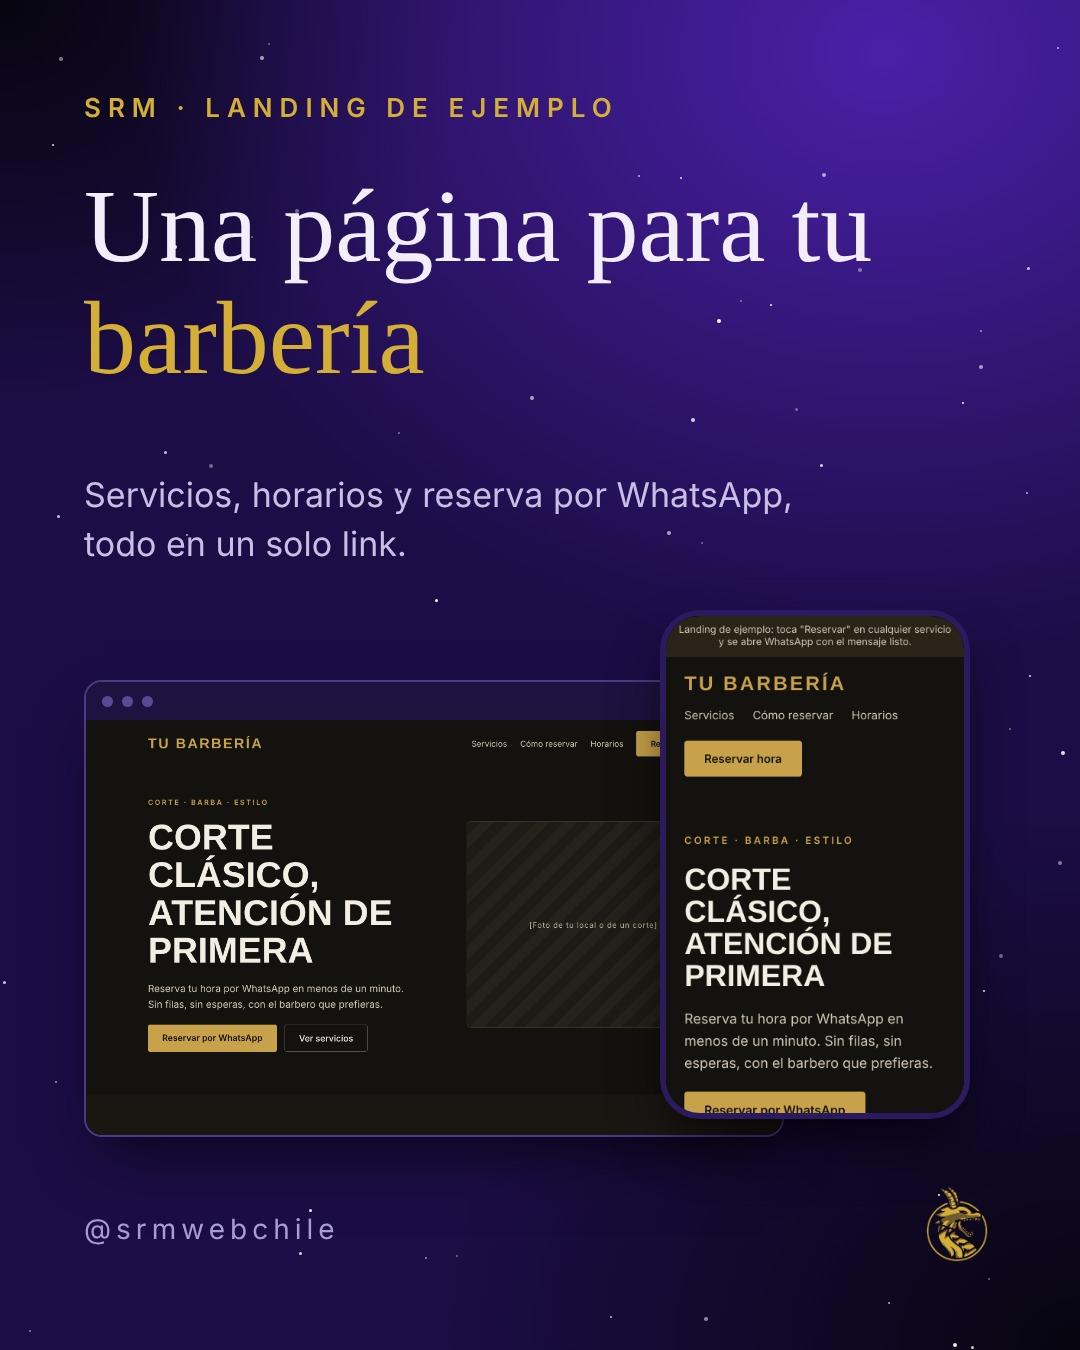 SRM · LANDING DE EJEMPLO
Una página para tu
barbería
Servicios, horarios y reserva por WhatsApp,
todo en un solo link.
TU BARBERÍA
Servicios Cómo reservar Horarios
CORTE · BARBA · ESTILO
CORTE
CLÁSICO,
ATENCIÓN DE
PRIMERA
Reserva tu hora por WhatsApp en menos de un minuto.
Sin filas, sin esperas, con el barbero que prefieras.
Reservar por WhatsApp Ver servicios
[Foto de tu local o de un corte]
Landing de ejemplo: toca "Reservar" en cualquier servicio
y se abre WhatsApp con el mensaje listo.
TU BARBERÍA
Servicios Cómo reservar Horarios
Reservar hora
CORTE · BARBA · ESTILO
CORTE
CLÁSICO,
ATENCIÓN DE
PRIMERA
Reserva tu hora por WhatsApp en
menos de un minuto. Sin filas, sin
esperas, con el barbero que prefieras.
Reservar por WhatsApp
@srmwebchile